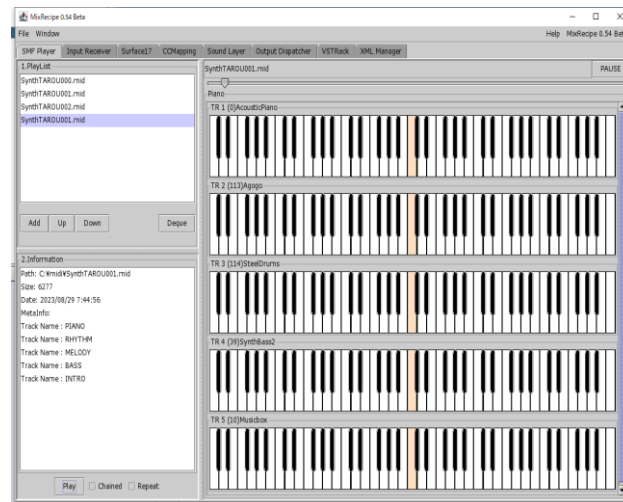 MixRecipe 0.54 Beta
File Window
Help MixRecipe 0.54 Bet
SMF Player Input Receiver Surface17 CCMapping Sound Layer Output Dispatcher VSTRack XML Manager
1.PlayList
SynthTAROU000.mid
SynthTAROU001.mid
SynthTAROU002.mid
SynthTAROU001.mid
Add Up Down Deque
2.Information
Path: C:¥midi¥SynthTAROU001.mid
Size: 6277
Date: 2023/08/29 7:44:56
MetaInfo:
Track Name : PIANO
Track Name : RHYTHM
Track Name : MELODY
Track Name : BASS
Track Name : INTRO
Play Chained Repeat
SynthTAROU001.mid PAUSE
Piano
TR 1 (0)AcousticPiano
TR 2 (113)Agogo
TR 3 (114)SteelDrums
TR 4 (39)SynthBass2
TR 5 (10)Musicbox